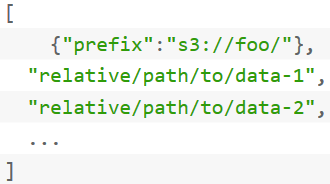 [
    {"prefix":"s3://foo/"},
  "relative/path/to/data-1",
  "relative/path/to/data-2",
  ...
]